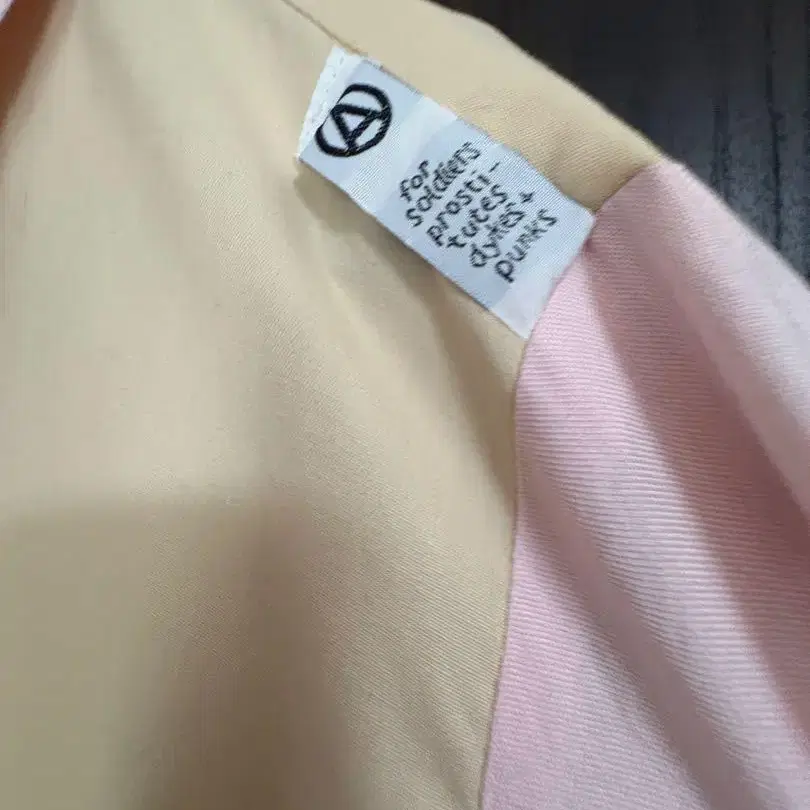 A
for
soldiers
prosti-
tutes
dykes +
punks